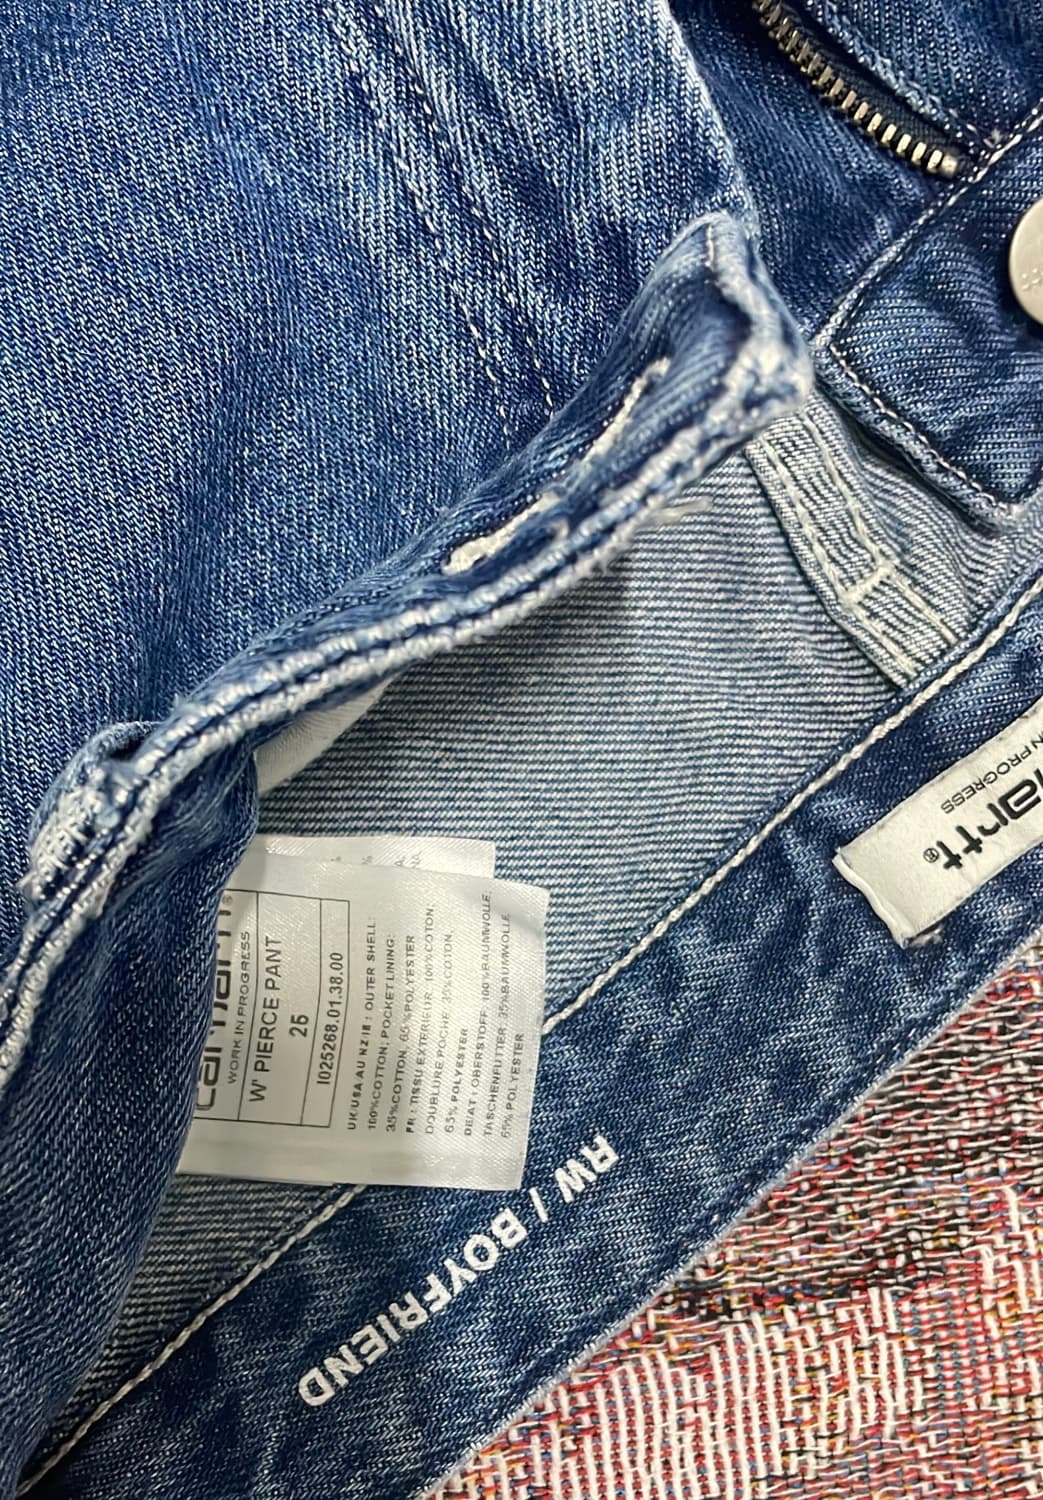 carhartt®
WORK IN PROGRESS
W' PIERCE PANT
25
I025268.01.38.00
UK/USA AU NZ/IE : OUTER SHELL:
100%COTTON; POCKET LINING:
35%COTTON, 65%POLYESTER
FR : TISSU EXTERIEUR: 100%COTON,
DOUBLURE POCHE 35%COTON,
65% POLYESTER
DE/AT : OBERSTOFF: 100%BAUMWOLLE;
TASCHENFUTTER: 35%BAUMWOLLE
65% POLYESTER
RW / BOYFRIEND
hartt®
IN PROGRESS